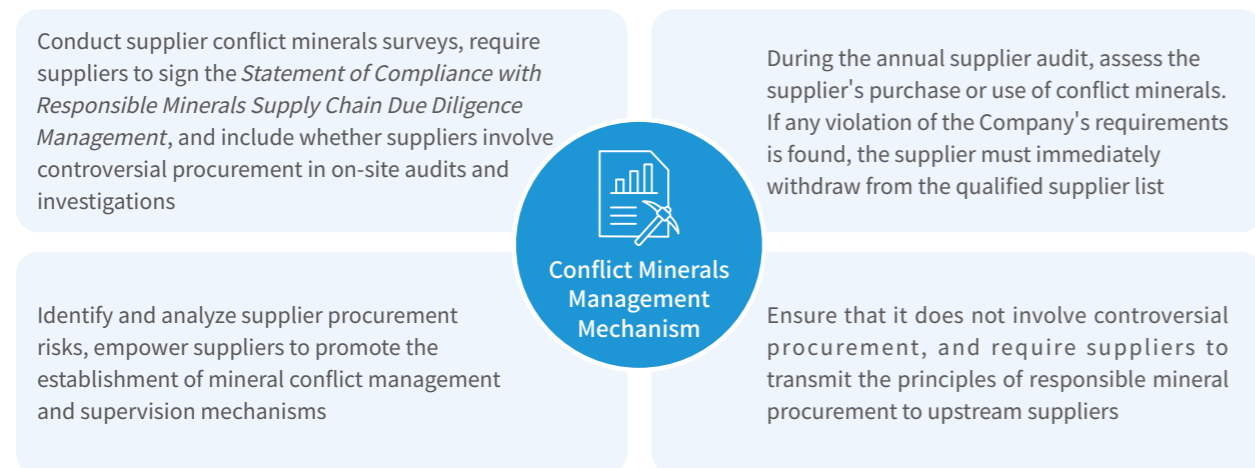 Conduct supplier conflict minerals surveys, require
suppliers to sign the Statement of Compliance with
Responsible Minerals Supply Chain Due Diligence
Management, and include whether suppliers involve
controversial procurement in on-site audits and
investigations
During the annual supplier audit, assess the
supplier's purchase or use of conflict minerals.
If any violation of the Company's requirements
is found, the supplier must immediately
withdraw from the qualified supplier list
Conflict Minerals
Management
Mechanism
Identify and analyze supplier procurement
risks, empower suppliers to promote the
establishment of mineral conflict management
and supervision mechanisms
Ensure that it does not involve controversial
procurement, and require suppliers to
transmit the principles of responsible mineral
procurement to upstream suppliers